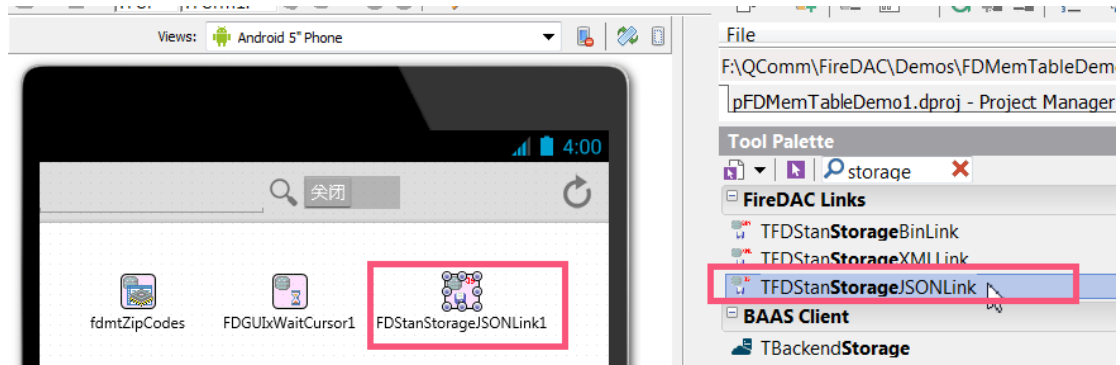 Views: Android 5" Phone
4:00
关闭
fdmtZipCodes
FDGUIxWaitCursor1
FDStanStorageJSONLink1
File
F:\QComm\FireDAC\Demos\FDMemTableDem
pFDMemTableDemo1.dproj - Project Manager
Tool Palette
storage
FireDAC Links
TFDStanStorageBinLink
TFDStanStorageXMLLink
TFDStanStorageJSONLink
BAAS Client
TBackendStorage